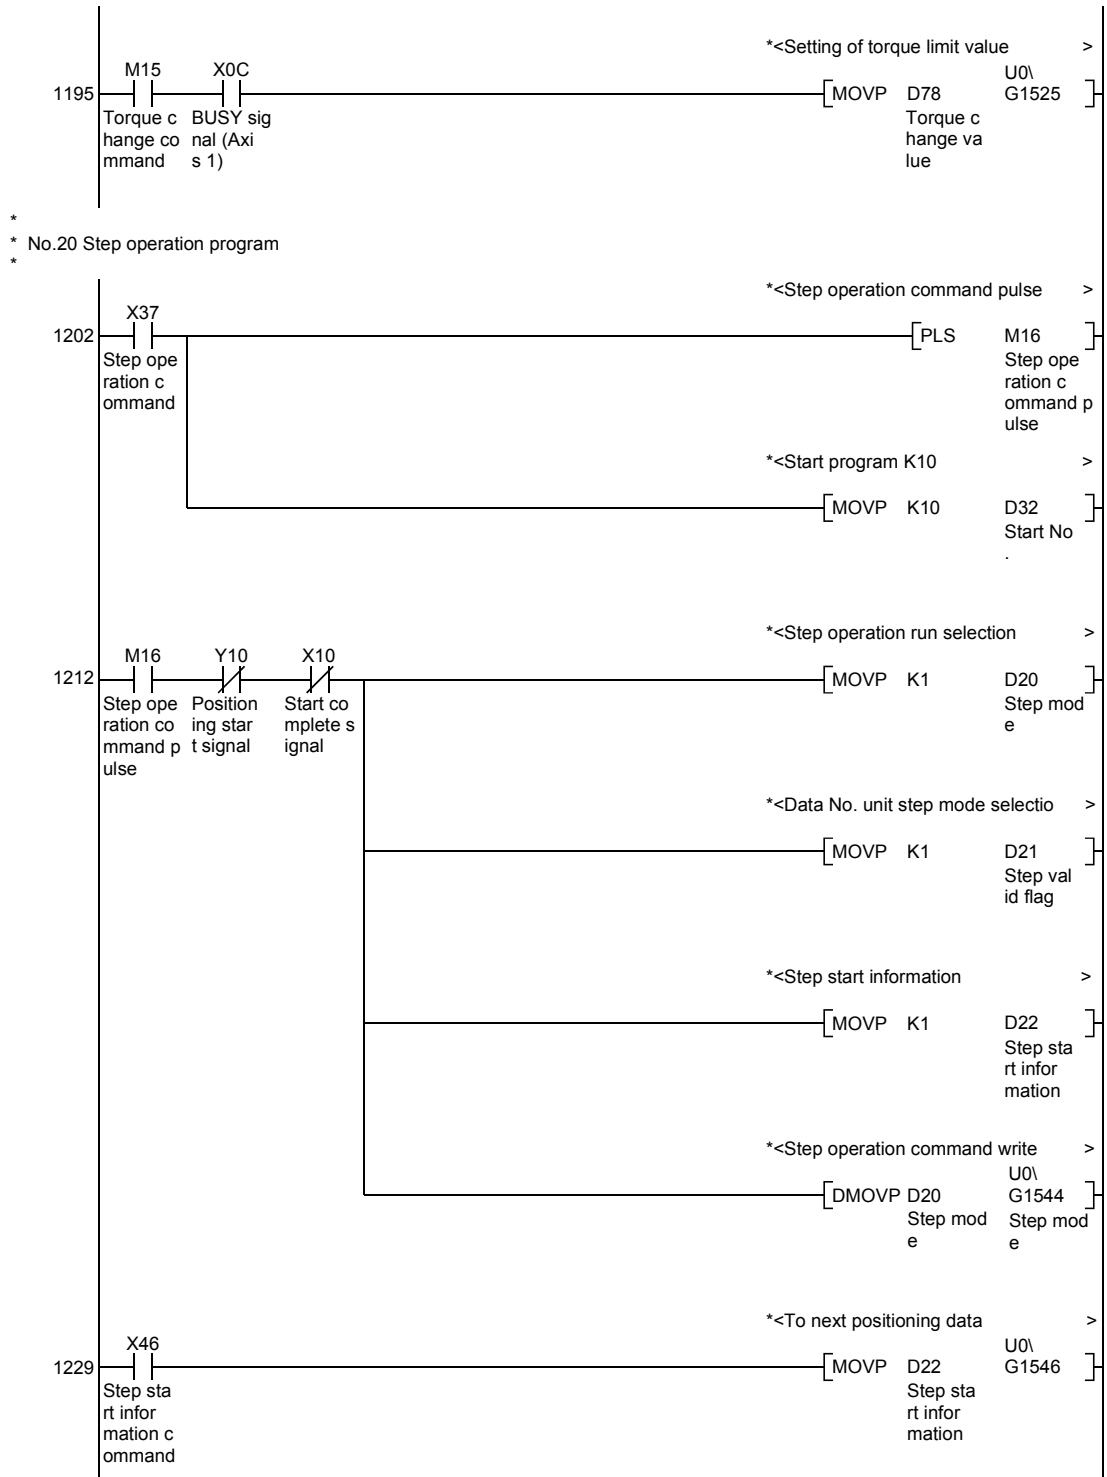 *<Setting of torque limit value >
M15 X0C U0\
1195 MOVP D78 G1525
Torque c BUSY sig Torque c
hange co nal (Axi hange va
mmand s 1) lue
*
* No.20 Step operation program
*
*<Step operation command pulse >
X37
1202 PLS M16
Step ope Step ope
ration c ration c
ommand ommand p
ulse
*<Start program K10 >
MOVP K10 D32
Start No
.
*<Step operation run selection >
M16 Y10 X10
1212 MOVP K1 D20
Step ope Position Start co Step mod
ration co ing star mplete s e
mmand p t signal ignal
ulse
*<Data No. unit step mode selectio >
MOVP K1 D21
Step val
id flag
*<Step start information >
MOVP K1 D22
Step sta
rt infor
mation
*<Step operation command write >
U0\
DMOVP D20 G1544
Step mod Step mod
e e
*<To next positioning data >
X46 U0\
1229 MOVP D22 G1546
Step sta Step sta
rt infor rt infor
mation c mation
ommand